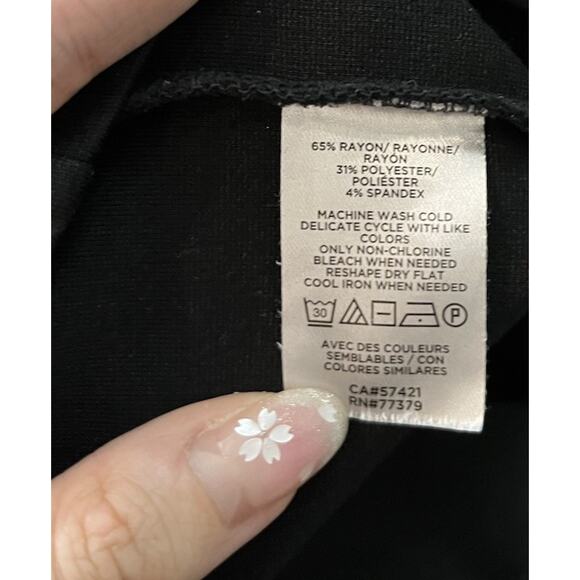 65% RAYON/ RAYONNE/
RAYÓN
31% POLYESTER/
POLIÉSTER
4% SPANDEX
MACHINE WASH COLD
DELICATE CYCLE WITH LIKE
COLORS
ONLY NON-CHLORINE
BLEACH WHEN NEEDED
RESHAPE DRY FLAT
COOL IRON WHEN NEEDED
30 P
AVEC DES COULEURS
SEMBLABLES / CON
COLORES SIMILARES
CA#57421
RN#77379